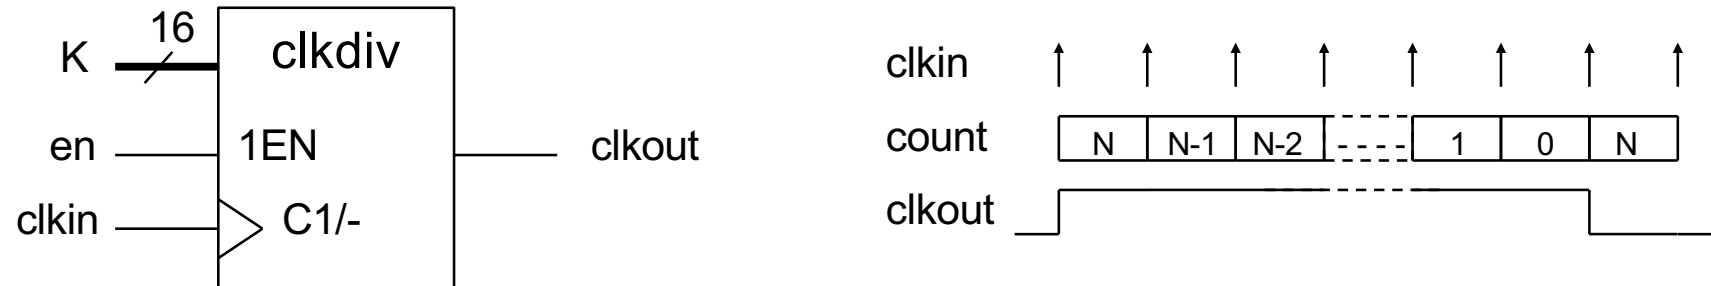 16
K
clkdiv
en
1EN
clkout
clkin
C1/-
clkin
count
N
N-1
N-2
1
0
N
clkout